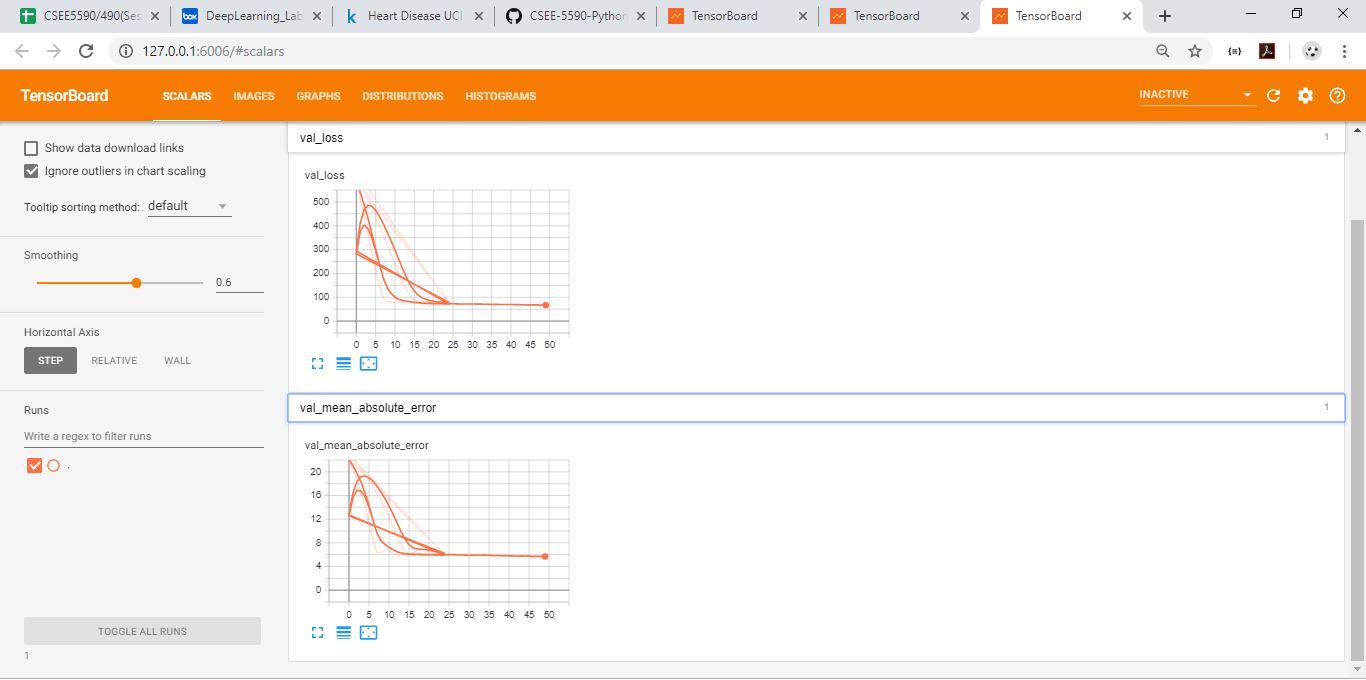 CSEE5590/490(Ses
DeepLearning_Lab
Heart Disease UCI
CSEE-5590-Python
TensorBoard
TensorBoard
TensorBoard
127.0.0.1:6006/#scalars
TensorBoard
SCALARS
IMAGES
GRAPHS
DISTRIBUTIONS
HISTOGRAMS
INACTIVE
Show data download links
Ignore outliers in chart scaling
Tooltip sorting method: default
Smoothing
0.6
Horizontal Axis
STEP RELATIVE WALL
Runs
Write a regex to filter runs
.
TOGGLE ALL RUNS
1
val_loss 1
val_loss
500
400
300
200
100
0
0 5 10 15 20 25 30 35 40 45 50
val_mean_absolute_error 1
val_mean_absolute_error
20
16
12
8
4
0
0 5 10 15 20 25 30 35 40 45 50